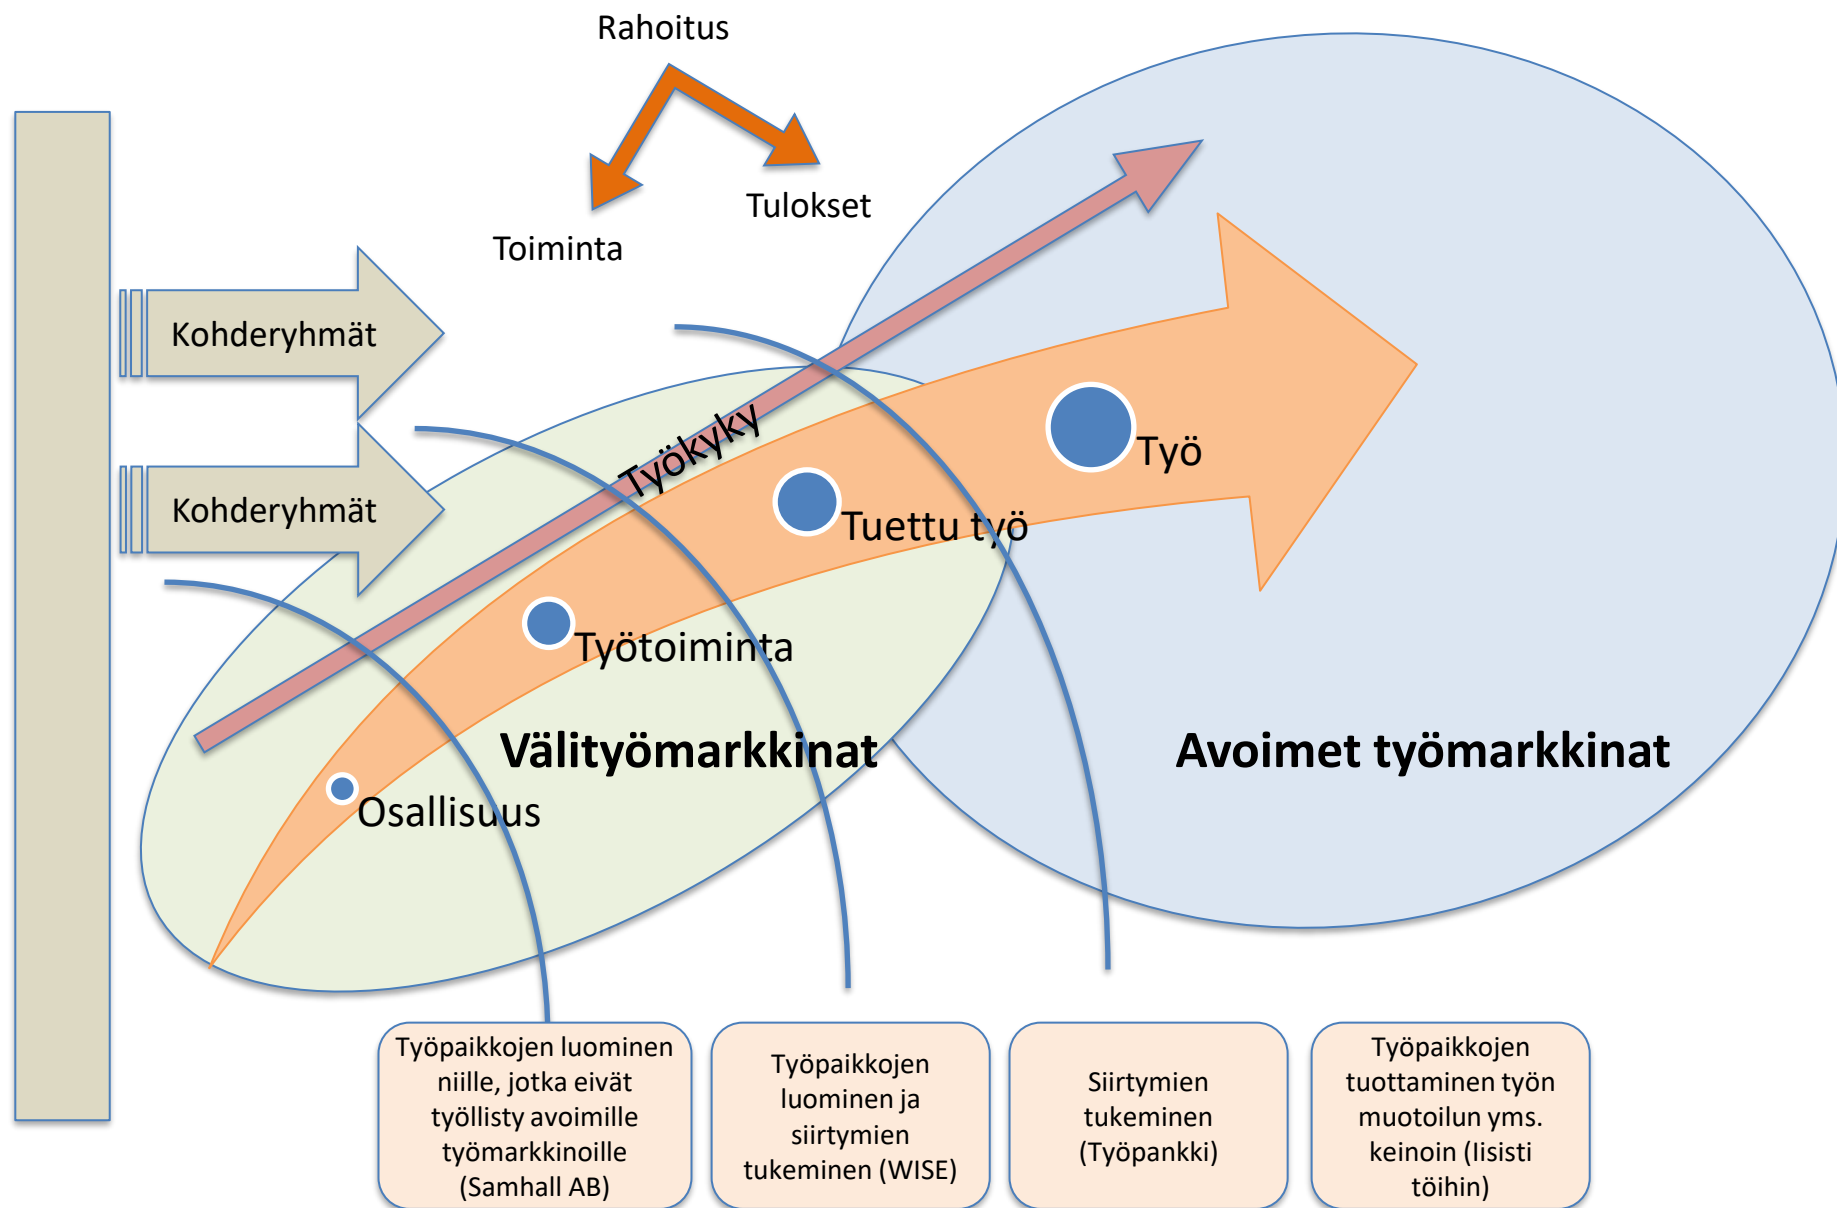 Rahoitus
Tulokset
Toiminta
Kohderyhmät
Kohderyhmät
Työkyky
Työ
Tuettu työ
Työtoiminta
Osallisuus
Välityömarkkinat
Avoimet työmarkkinat
Työpaikkojen luominen
niille, jotka eivät
työllisty avoimille
työmarkkinoille
(Samhall AB)
Työpaikkojen
luominen ja
siirtymien
tukeminen (WISE)
Siirtymien
tukeminen
(Työpankki)
Työpaikkojen
tuottaminen työn
muotoilun yms.
keinoin (Iisisti
töihin)